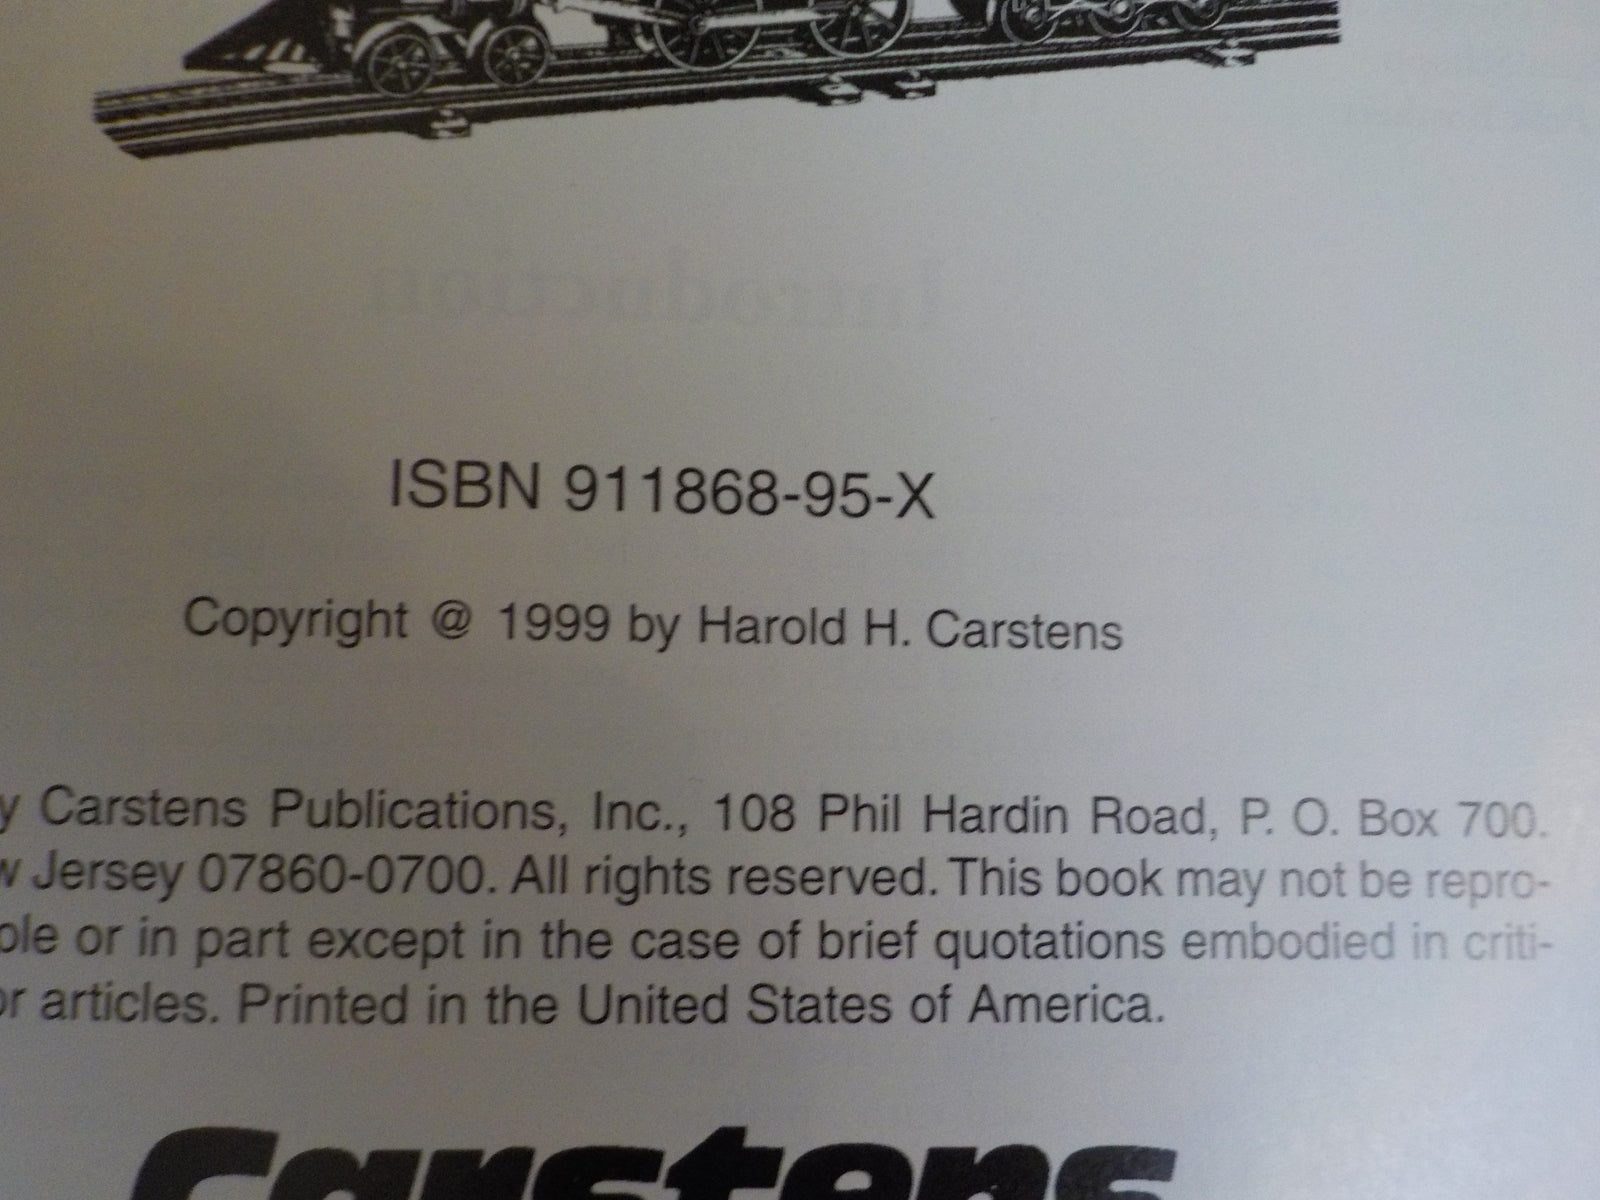 ISBN 911868-95-X
Copyright @ 1999 by Harold H. Carstens
y Carstens Publications, Inc., 108 Phil Hardin Road, P. O. Box 700.
w Jersey 07860-0700. All rights reserved. This book may not be repro-
ole or in part except in the case of brief quotations embodied in criti-
or articles. Printed in the United States of America.
Carstens